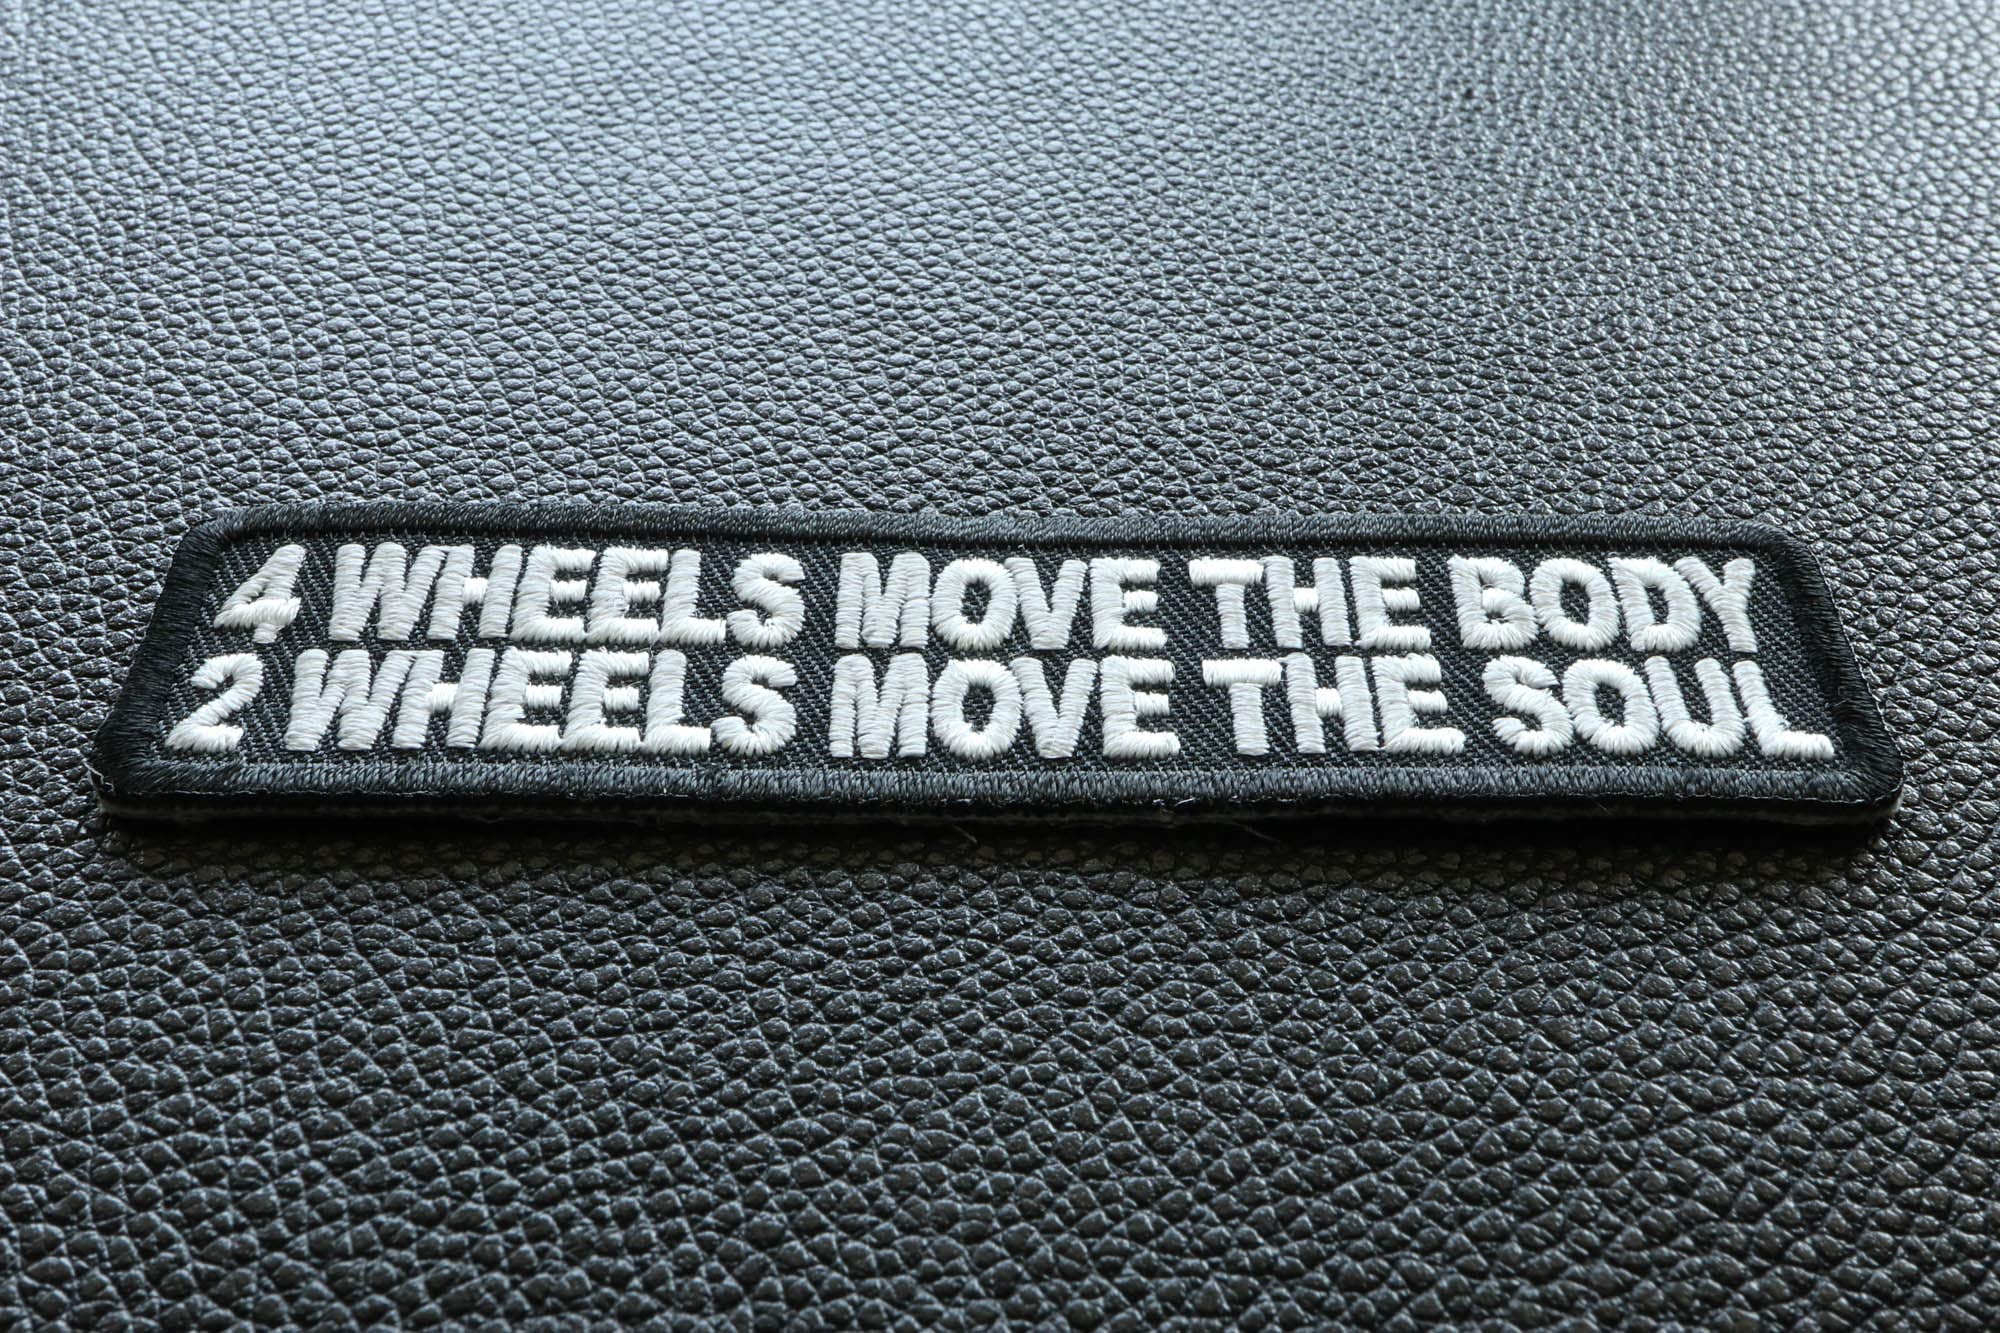 4 WHEELS MOVE THE BODY
2 WHEELS MOVE THE SOUL